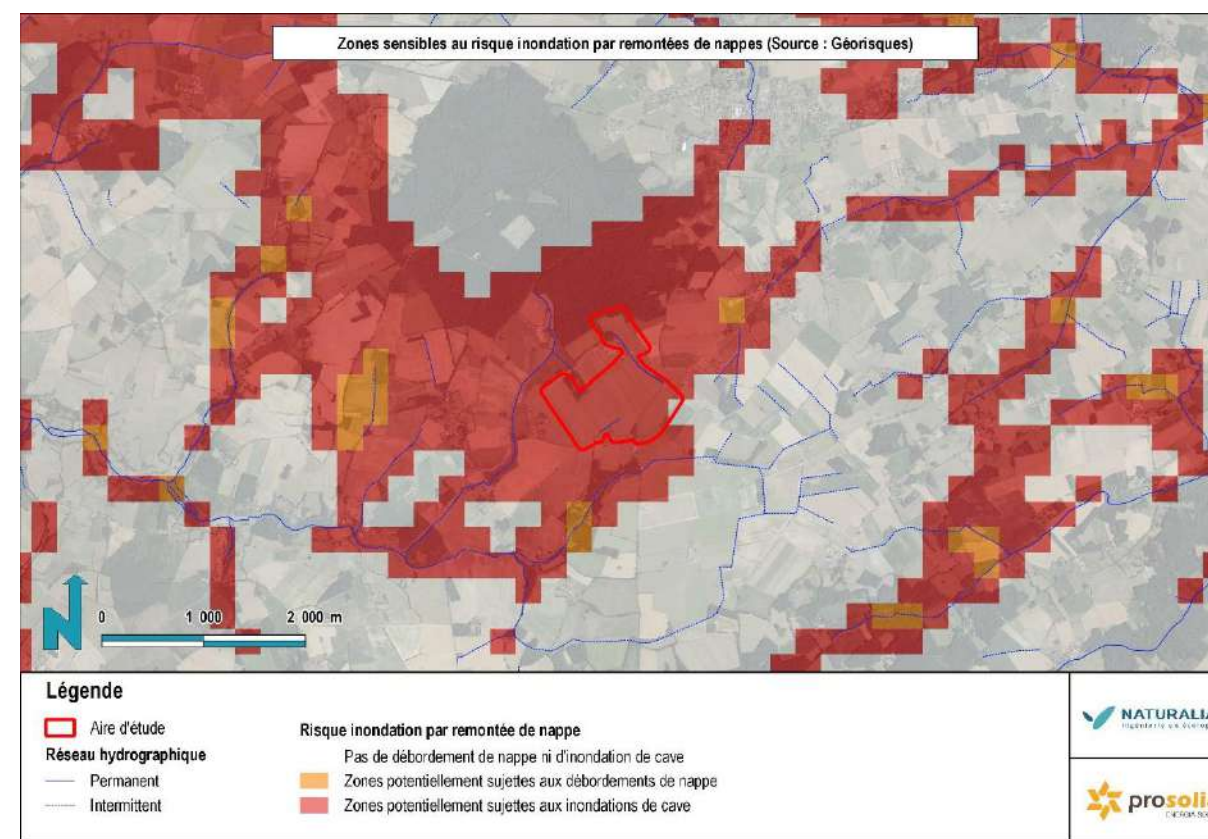 Zones sensibles au risque inondation par remontées de nappes (Source : Géorisques)
N
0 1 000 2 000 m
Légende
Aire d'étude
Réseau hydrographique
Permanent
Intermittent
Risque inondation par remontée de nappe
Pas de débordement de nappe ni d'inondation de cave
Zones potentiellement sujettes aux débordements de nappe
Zones potentiellement sujettes aux inondations de cave
NATURALIA
prosolia